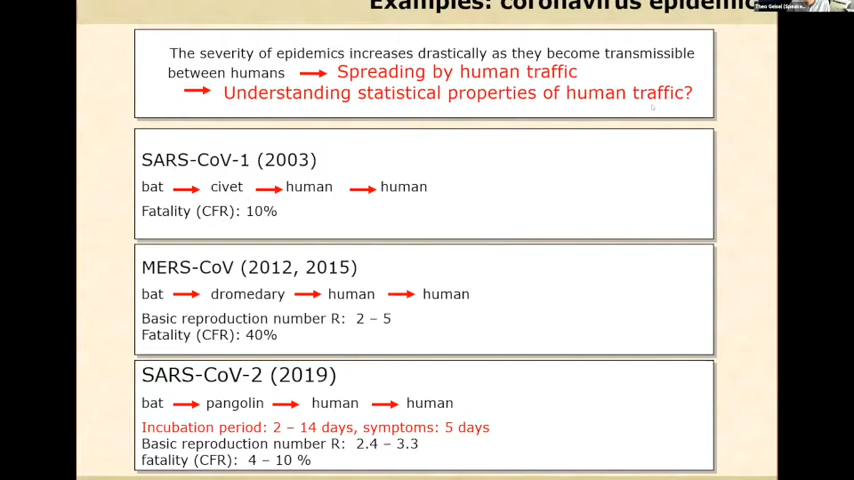 Examples: coronavirus epidemic
Theo Geisel (Speaker...
The severity of epidemics increases drastically as they become transmissible
between humans → Spreading by human traffic
→ Understanding statistical properties of human traffic?
SARS-CoV-1 (2003)
bat → civet → human → human
Fatality (CFR): 10%
MERS-CoV (2012, 2015)
bat → dromedary → human → human
Basic reproduction number R: 2 – 5
Fatality (CFR): 40%
SARS-CoV-2 (2019)
bat → pangolin → human → human
Incubation period: 2 – 14 days, symptoms: 5 days
Basic reproduction number R: 2.4 – 3.3
fatality (CFR): 4 – 10 %